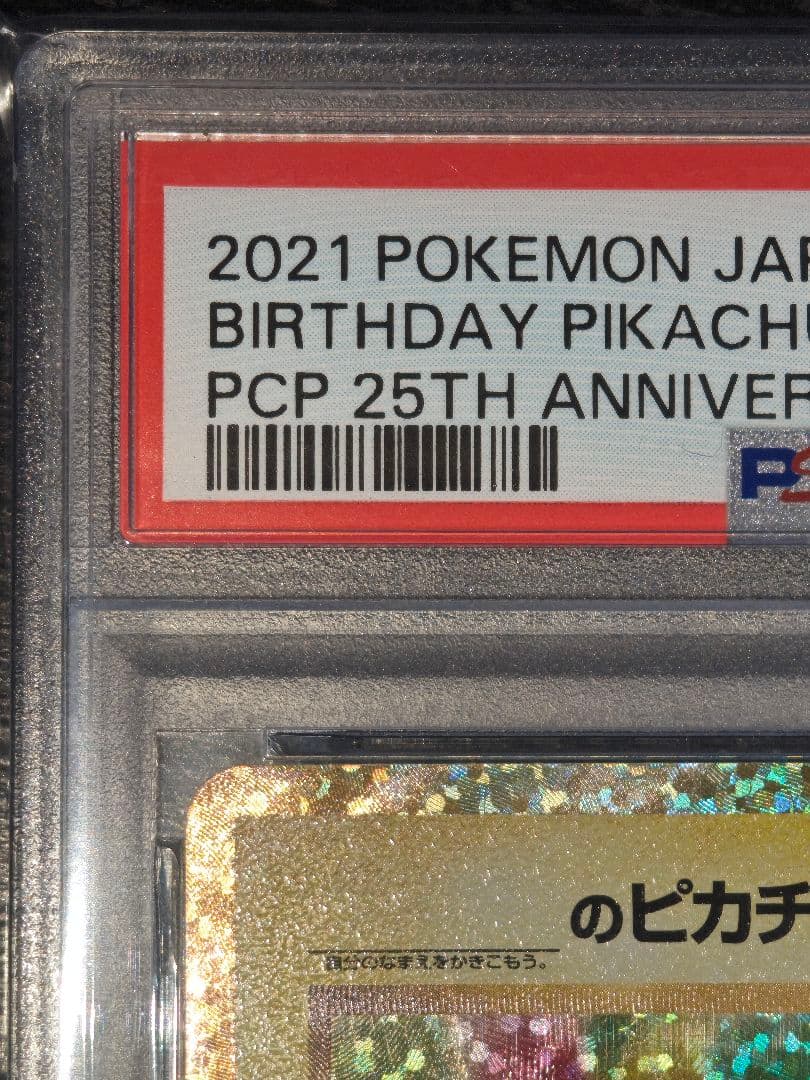 2021 POKEMON JAP
BIRTHDAY PIKACHU
PCP 25TH ANNIVER
PS
のピカチ
自分のなまえをかきこもう。